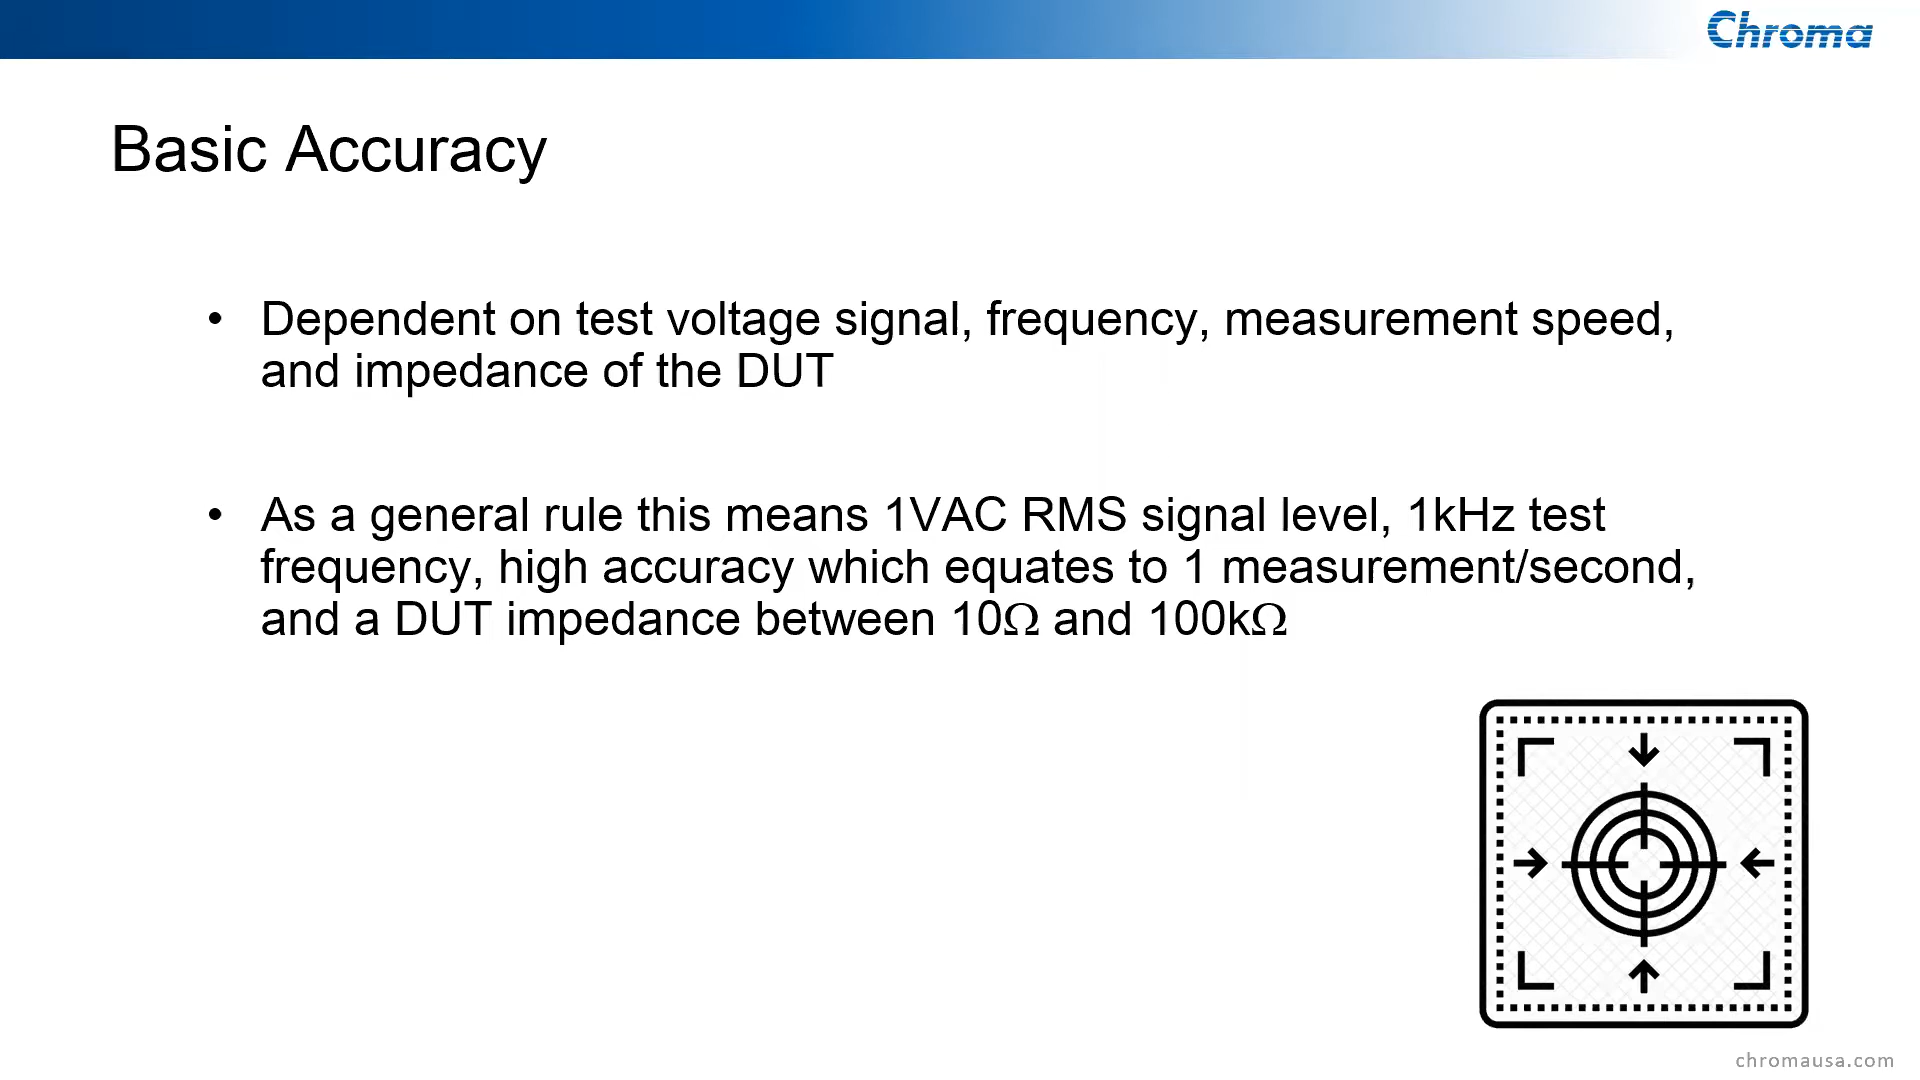 Chroma
Basic Accuracy
• Dependent on test voltage signal, frequency, measurement speed,
and impedance of the DUT
• As a general rule this means 1VAC RMS signal level, 1kHz test
frequency, high accuracy which equates to 1 measurement/second,
and a DUT impedance between 10Ω and 100kΩ
chromausa.com